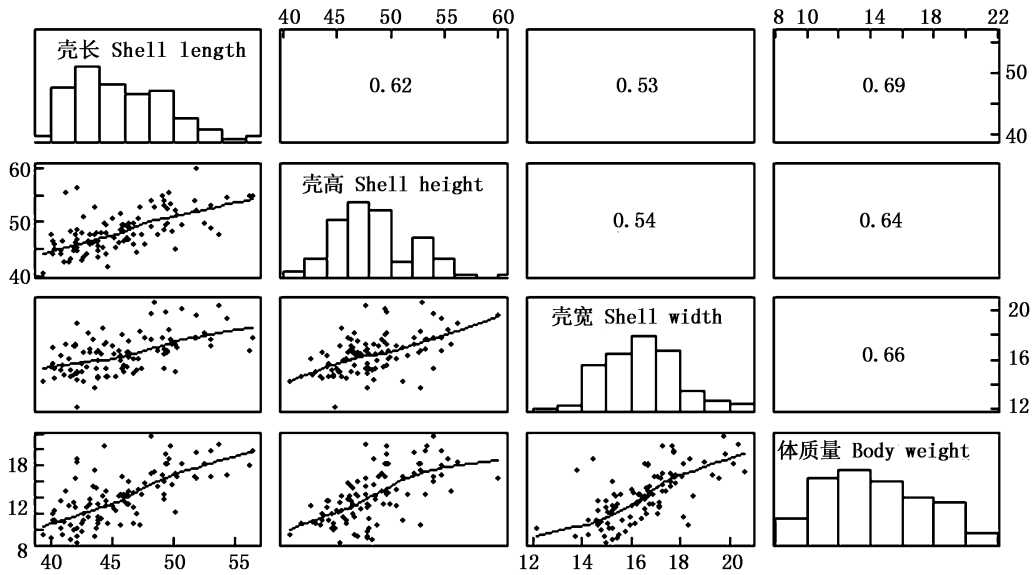 40 45 50 55 60
8 10 14 18 22
壳长 Shell length
0.62
0.53
0.69
50
40
60
50
40
壳高 Shell height
0.54
0.64
壳宽 Shell width
0.66
20
16
12
18
12
8
体质量 Body weight
40 45 50 55
12 14 16 18 20